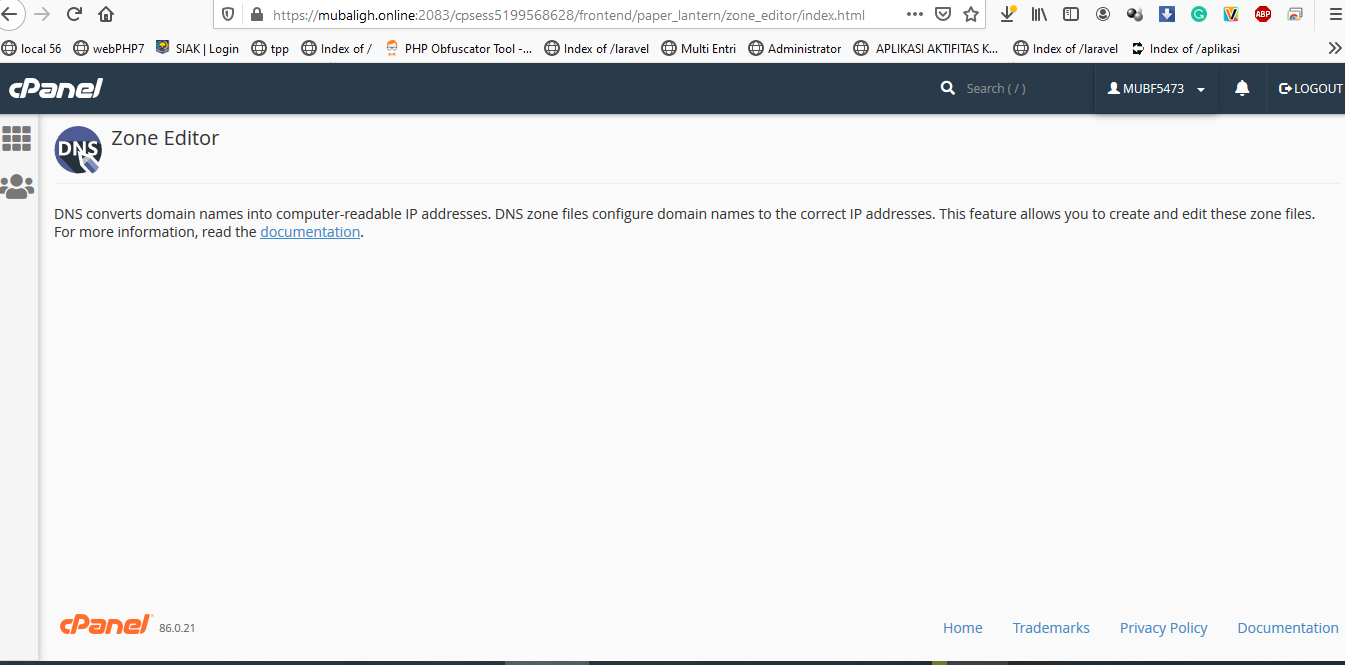 https://mubaligh.online:2083/cpsess5199568628/frontend/paper_lantern/zone_editor/index.html
local 56 webPHP7 SIAK | Login tpp Index of / PHP Obfuscator Tool -... Index of /laravel Multi Entri Administrator APLIKASI AKTIFITAS K... Index of /laravel Index of /aplikasi
cPanel Search ( / ) MUBF5473 LOGOUT
DNS Zone Editor
DNS converts domain names into computer-readable IP addresses. DNS zone files configure domain names to the correct IP addresses. This feature allows you to create and edit these zone files.
For more information, read the documentation.
cPanel 86.0.21 Home Trademarks Privacy Policy Documentation